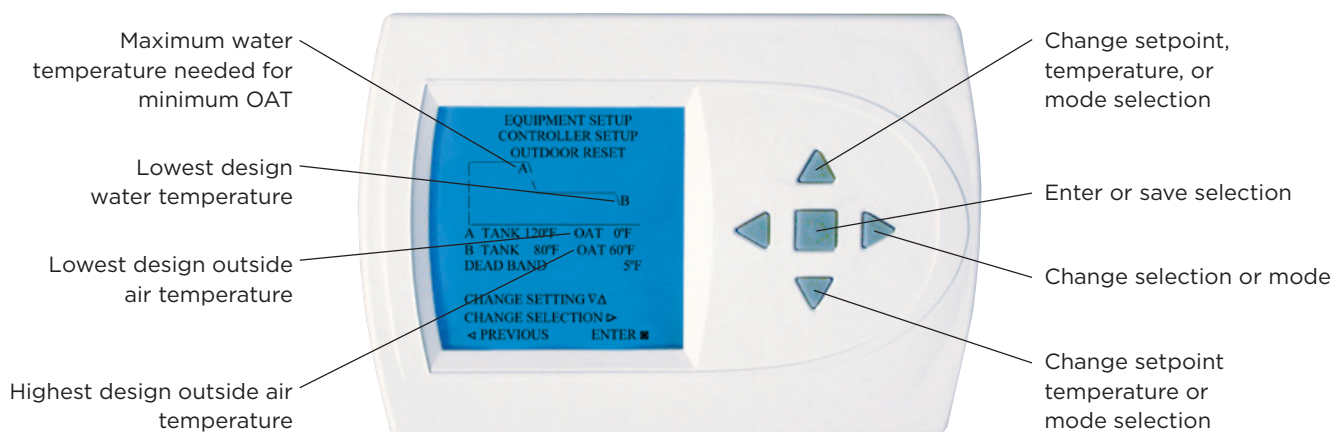 Maximum water
temperature needed for
minimum OAT
Lowest design
water temperature
Lowest design outside
air temperature
Highest design outside air
temperature
EQUIPMENT SETUP
CONTROLLER SETUP
OUTDOOR RESET
A
B
A TANK 120°F OAT 0°F
B TANK 80°F OAT 60°F
DEAD BAND 5°F
CHANGE SETTING ∇∆
CHANGE SELECTION ▷
◁ PREVIOUS ENTER
Change setpoint,
temperature, or
mode selection
Enter or save selection
Change selection or mode
Change setpoint
temperature or
mode selection